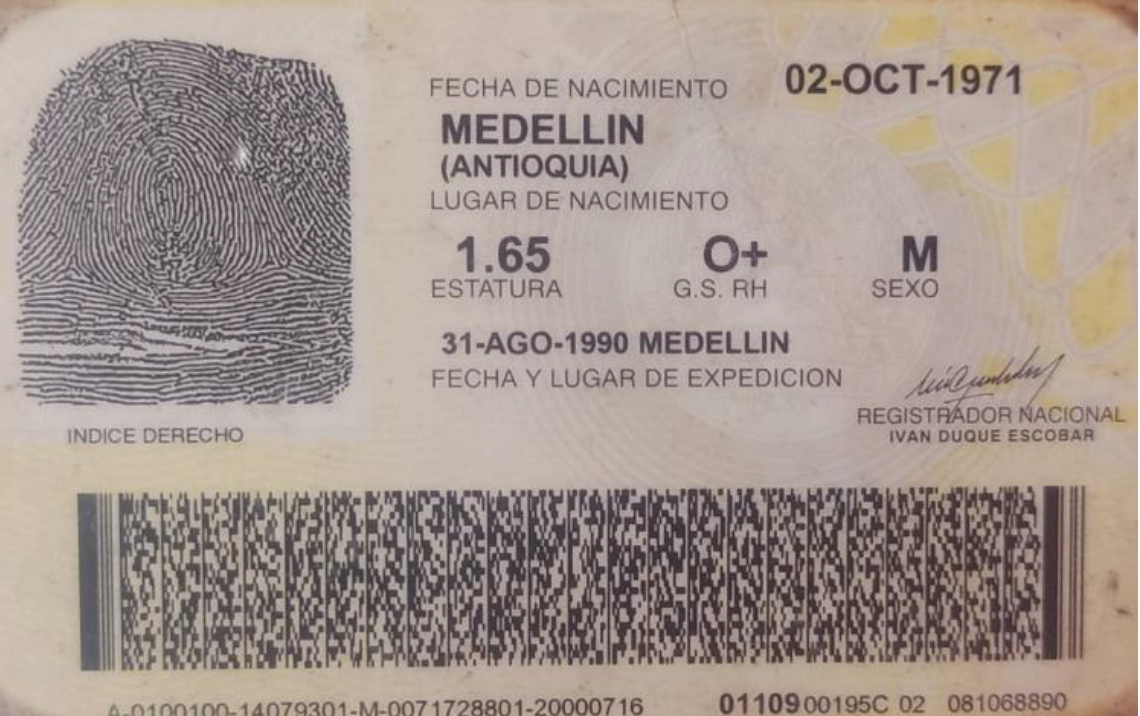 FECHA DE NACIMIENTO 02-OCT-1971
MEDELLIN
(ANTIOQUIA)
LUGAR DE NACIMIENTO
1.65 O+ M
ESTATURA G.S. RH SEXO
31-AGO-1990 MEDELLIN
FECHA Y LUGAR DE EXPEDICION
REGISTRADOR NACIONAL
IVAN DUQUE ESCOBAR
INDICE DERECHO
A-0100100-14079301-M-0071728801-20000716 0110900195C 02 081068890